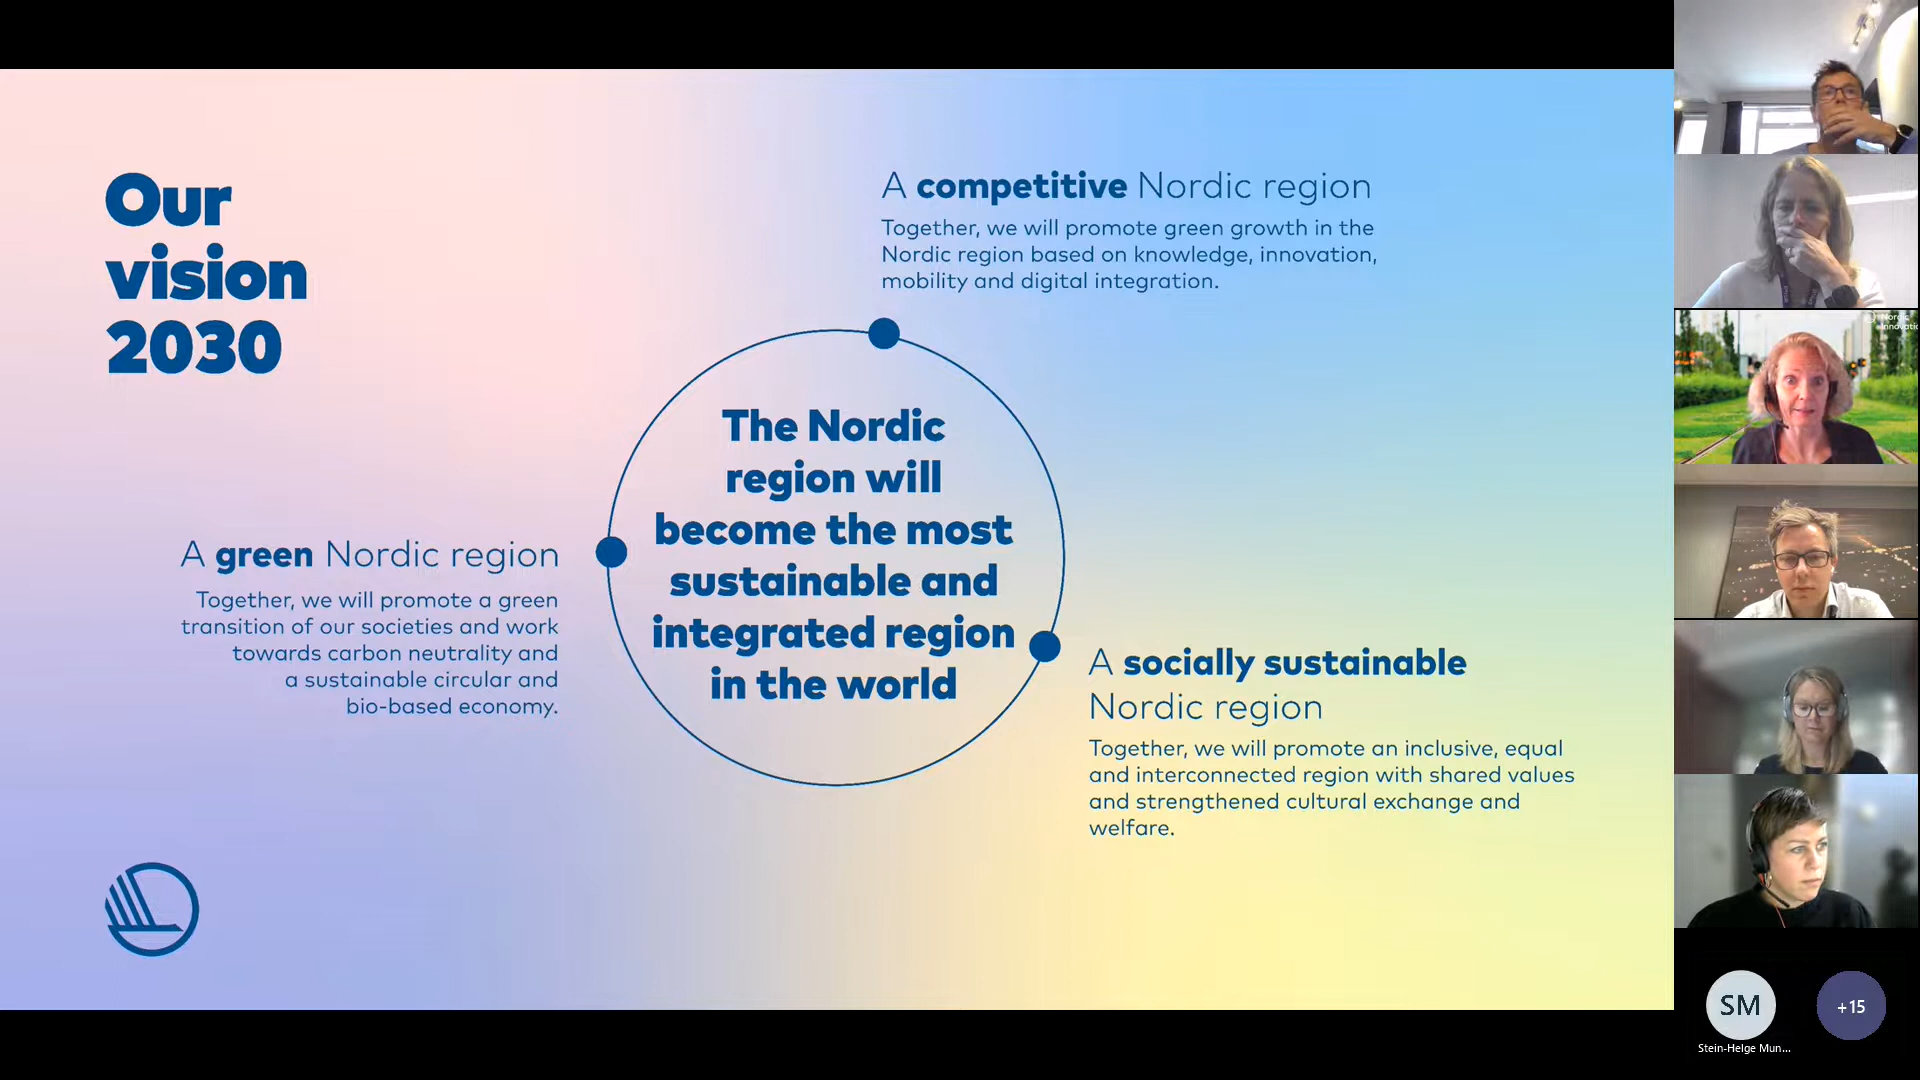 Our
vision
2030
A competitive Nordic region
Together, we will promote green growth in the
Nordic region based on knowledge, innovation,
mobility and digital integration.
The Nordic
region will
become the most
sustainable and
integrated region
in the world
A green Nordic region
Together, we will promote a green
transition of our societies and work
towards carbon neutrality and
a sustainable circular and
bio-based economy.
A socially sustainable
Nordic region
Together, we will promote an inclusive, equal
and interconnected region with shared values
and strengthened cultural exchange and
welfare.
Nordic
SM
+15
Stein-Helge Mun...